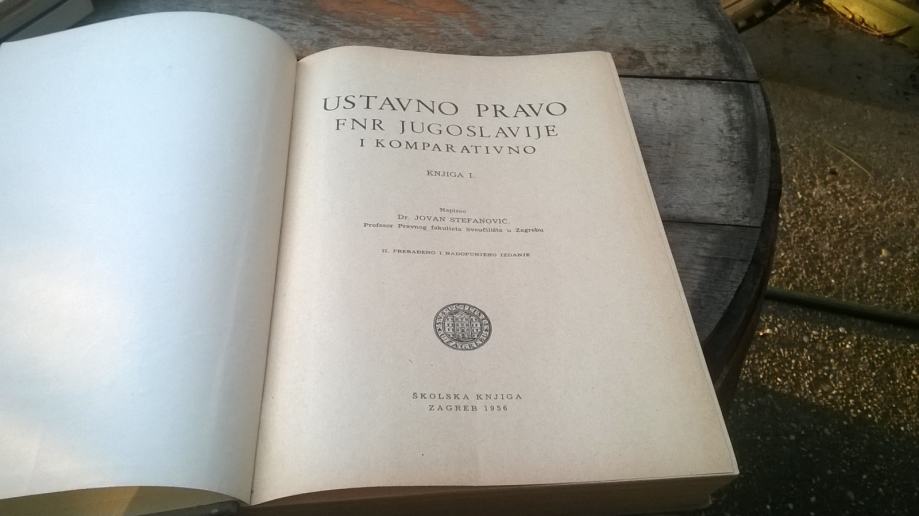 USTAVNO PRAVO
FNR JUGOSLAVIJE
I KOMPARATIVNO
KNJIGA I.
Napisao
Dr. JOVAN STEFANOVIĆ,
Profesor Pravnog fakulteta Sveučilišta u Zagrebu
II. PRERAĐENO I NADOPUNJENO IZDANJE
ŠKOLSKA KNJIGA
ZAGREB 1956